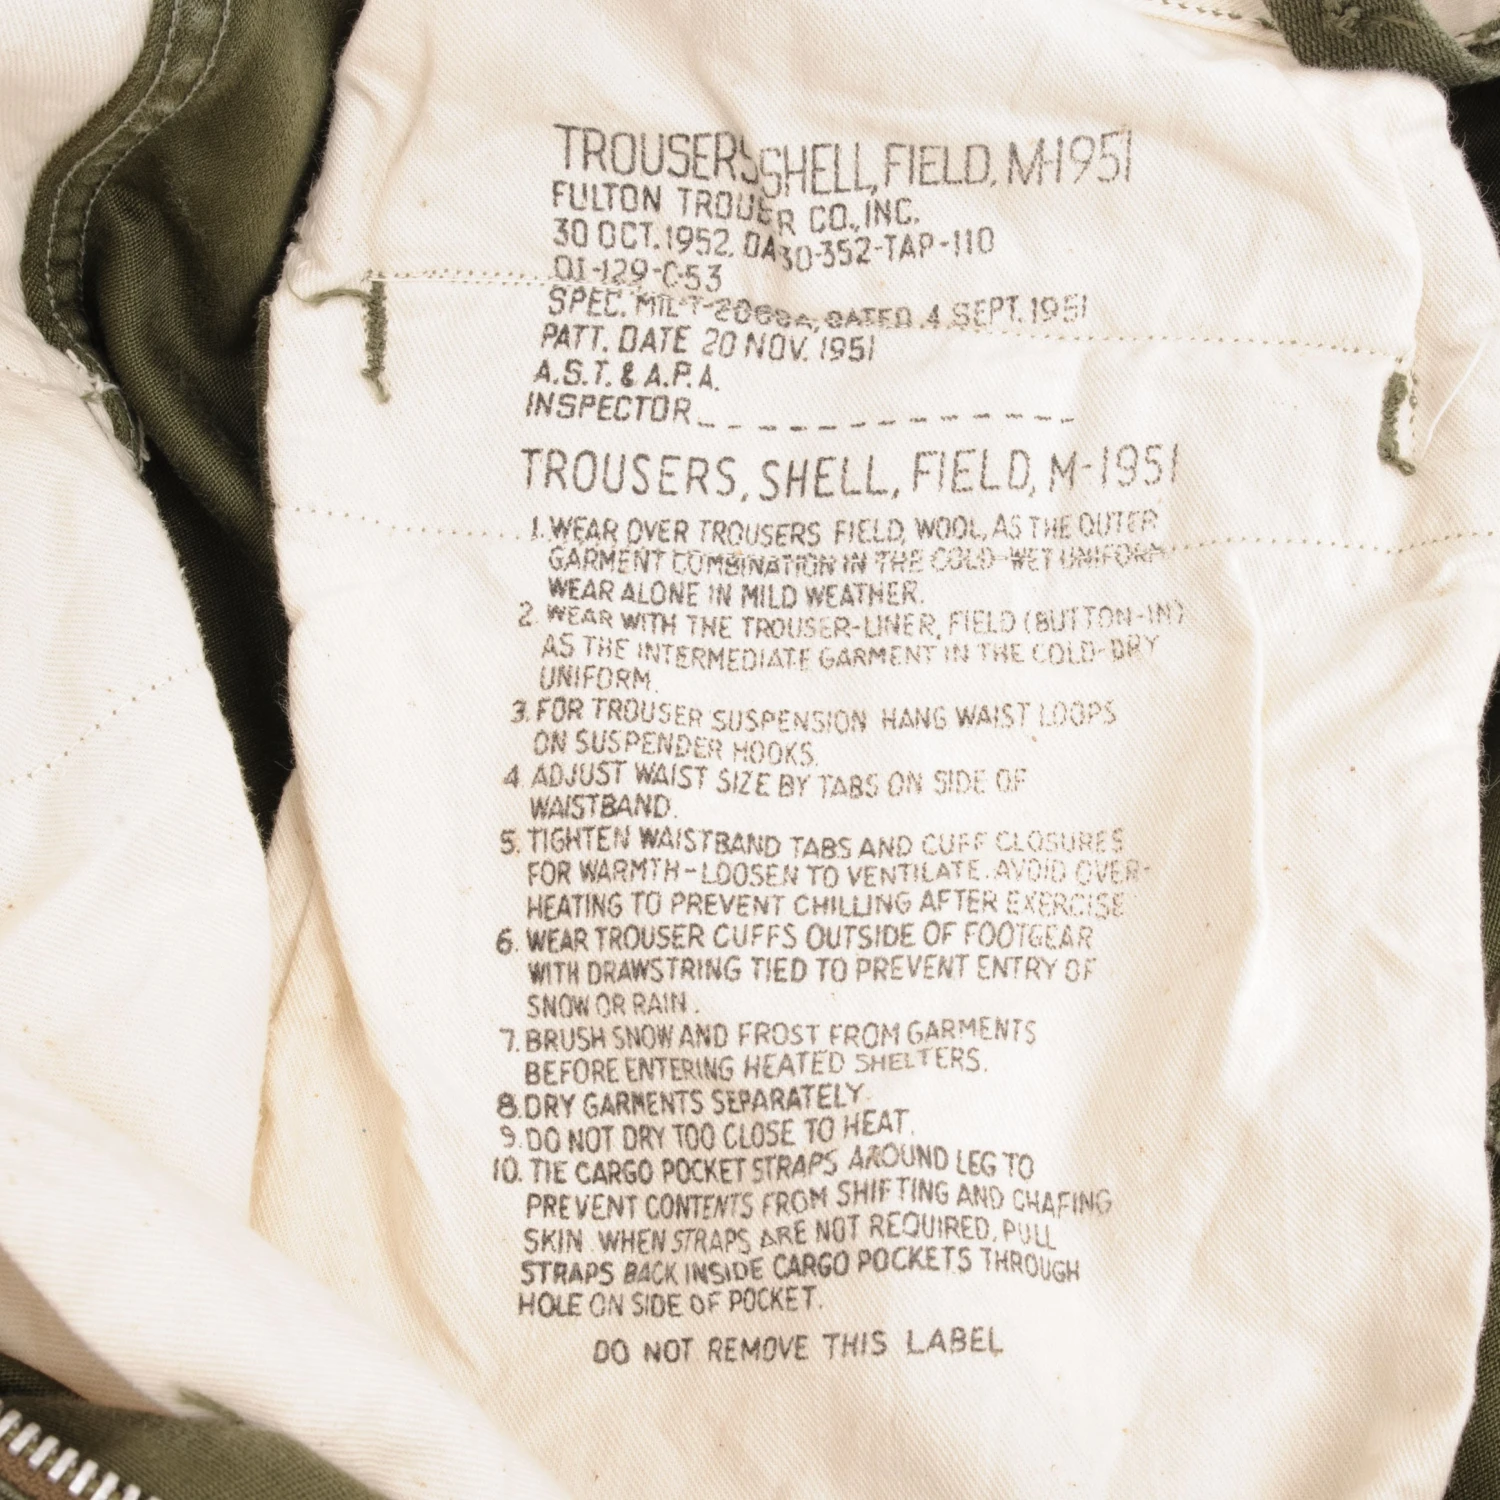 TROUSERS SHELL, FIELD, M-1951
FULTON TROUSER CO., INC.
30 OCT. 1952. DA30-352-TAP-110
QI-129-C-53
SPEC. MIL-T- DATED 4 SEPT. 1951
PATT. DATE 20 NOV. 1951
A.S.T. & A.P.A.
INSPECTOR_ _ _ _ _ _ _ _ _ _ _ _ _
TROUSERS, SHELL, FIELD, M-1951
1. WEAR OVER TROUSERS FIELD, WOOL, AS THE OUTER
GARMENT COMBINATION IN THE COLD-WET UNIFORM
WEAR ALONE IN MILD WEATHER.
2. WEAR WITH THE TROUSER-LINER, FIELD (BUTTON-IN)
AS THE INTERMEDIATE GARMENT IN THE COLD-DRY
UNIFORM.
3. FOR TROUSER SUSPENSION HANG WAIST LOOPS
ON SUSPENDER HOOKS.
4. ADJUST WAIST SIZE BY TABS ON SIDE OF
WAISTBAND.
5. TIGHTEN WAISTBAND TABS AND CUFF CLOSURES
FOR WARMTH-LOOSEN TO VENTILATE. AVOID OVER-
HEATING TO PREVENT CHILLING AFTER EXERCISE
6. WEAR TROUSER CUFFS OUTSIDE OF FOOTGEAR
WITH DRAWSTRING TIED TO PREVENT ENTRY OF
SNOW OR RAIN.
7. BRUSH SNOW AND FROST FROM GARMENTS
BEFORE ENTERING HEATED SHELTERS.
8. DRY GARMENTS SEPARATELY.
9. DO NOT DRY TOO CLOSE TO HEAT.
10. TIE CARGO POCKET STRAPS AROUND LEG TO
PREVENT CONTENTS FROM SHIFTING AND CHAFING
SKIN. WHEN STRAPS ARE NOT REQUIRED, PULL
STRAPS BACK INSIDE CARGO POCKETS THROUGH
HOLE ON SIDE OF POCKET.
DO NOT REMOVE THIS LABEL